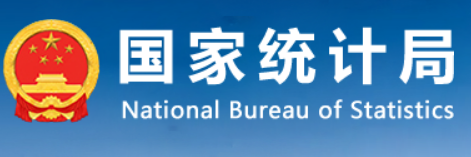 国家统计局
National Bureau of Statistics